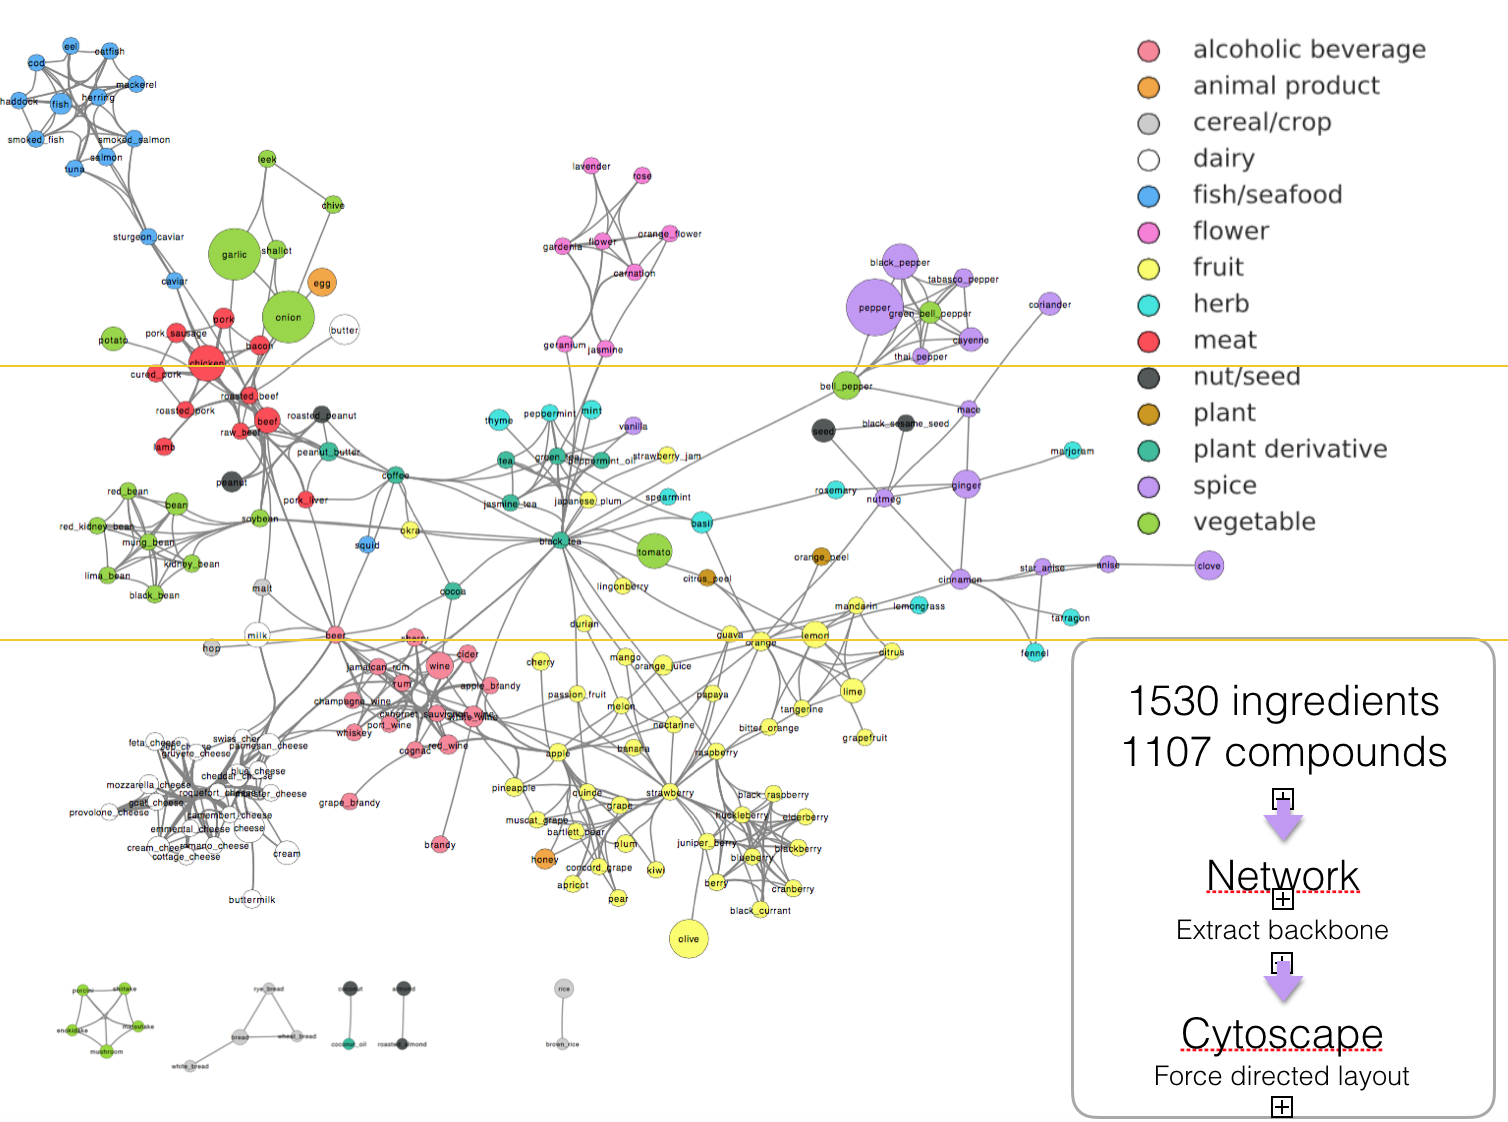 alcoholic beverage
animal product
cereal/crop
dairy
fish/seafood
flower
fruit
herb
meat
nut/seed
plant
plant derivative
spice
vegetable
eel
catfish
cod
mackerel
haddock
fish
herring
smoked_fish
smoked_salmon
salmon
tuna
sturgeon_caviar
caviar
leek
chive
garlic
shallot
egg
onion
butter
pork
pork_sausage
potato
bacon
chicken
cured_pork
roasted_beef
roasted_pork
beef
raw_beef
lamb
roasted_peanut
peanut_butter
peanut
pork_liver
coffee
lavender
rose
gardenia
flower
orange_flower
carnation
geranium
jasmine
black_pepper
tabasco_pepper
pepper
green_bell_pepper
coriander
cayenne
thai_pepper
bell_pepper
mace
seed
black_sesame_seed
marjoram
ginger
nutmeg
rosemary
thyme
peppermint
mint
vanilla
tea
green_tea
peppermint_oil
strawberry_jam
jasmine_tea
japanese_plum
spearmint
basil
black_tea
tomato
okra
squid
red_bean
bean
red_kidney_bean
mung_bean
soybean
kidney_bean
lima_bean
black_bean
malt
cocoa
lingonberry
citrus_peel
orange_peel
cinnamon
star_anise
anise
clove
mandarin
lemongrass
tarragon
fennel
milk
hop
beer
sherry
cider
wine
jamaican_rum
rum
apple_brandy
champagne_wine
cabernet_sauvignon_wine
white_wine
port_wine
whiskey
cognac
red_wine
grape_brandy
brandy
durian
guava
orange
lemon
citrus
cherry
mango
orange_juice
passion_fruit
papaya
lime
melon
tangerine
nectarine
bitter_orange
grapefruit
apple
banana
raspberry
pineapple
quince
strawberry
grape
black_raspberry
muscat_grape
huckleberry
elderberry
bartlett_pear
plum
juniper_berry
blackberry
blueberry
honey
concord_grape
kiwi
apricot
berry
cranberry
pear
black_currant
olive
feta_cheese
gruyere_cheese
parmesan_cheese
blue_cheese
mozzarella_cheese
goat_cheese
provolone_cheese
camembert_cheese
emmental_cheese
cheese
romano_cheese
cottage_cheese
cream
buttermilk
porcini
shiitake
enokidake
matsutake
mushroom
rye_bread
bread
wheat_bread
white_bread
coconut
coconut_oil
almond
roasted_almond
rice
brown_rice
1530 ingredients
1107 compounds
Network
Extract backbone
Cytoscape
Force directed layout